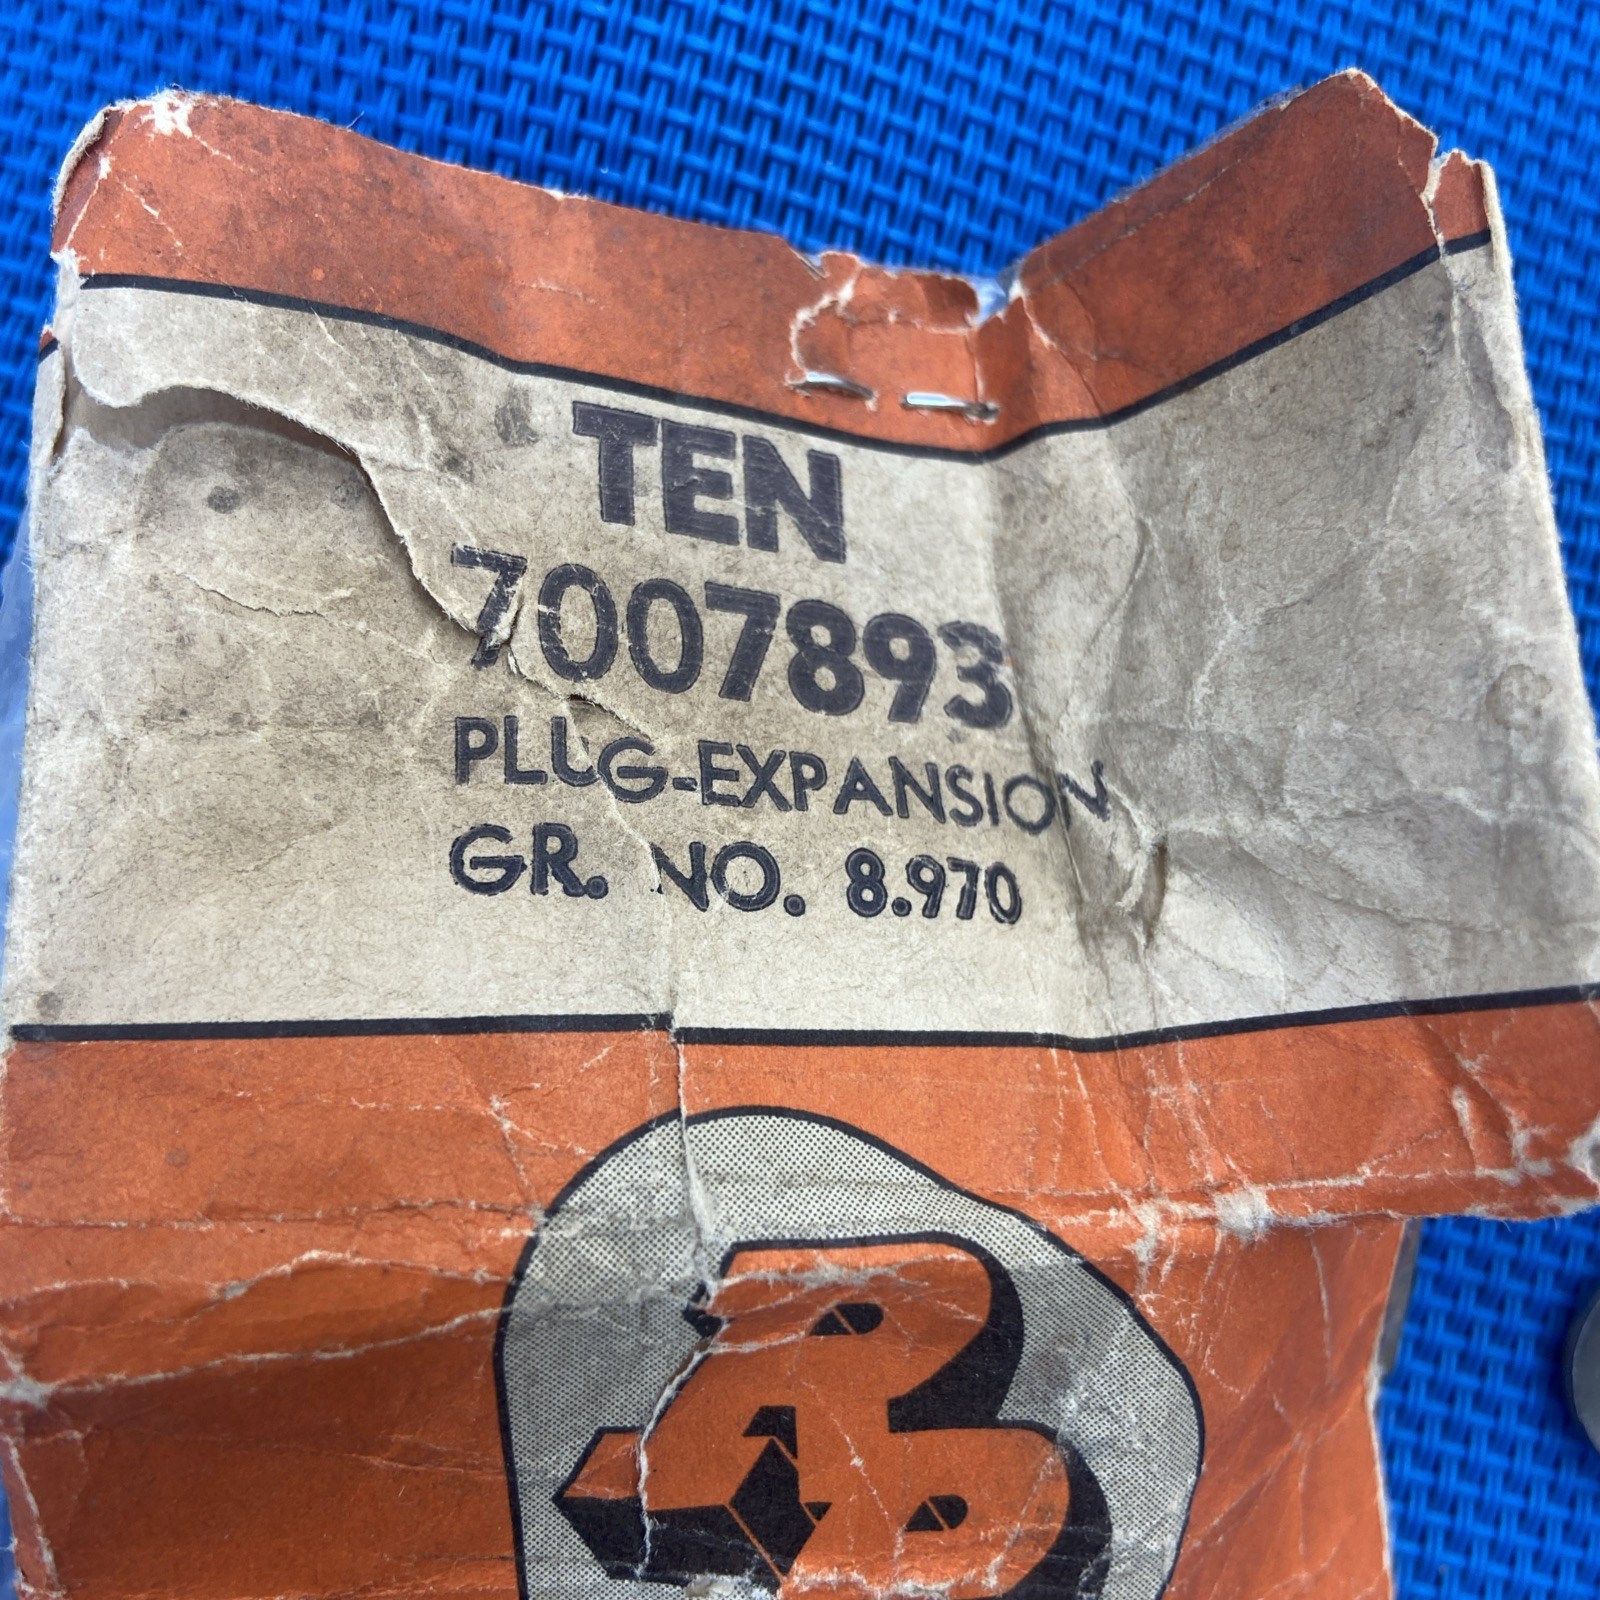 TEN
7007893
PLUG-EXPANSION
GR. NO. 8.970